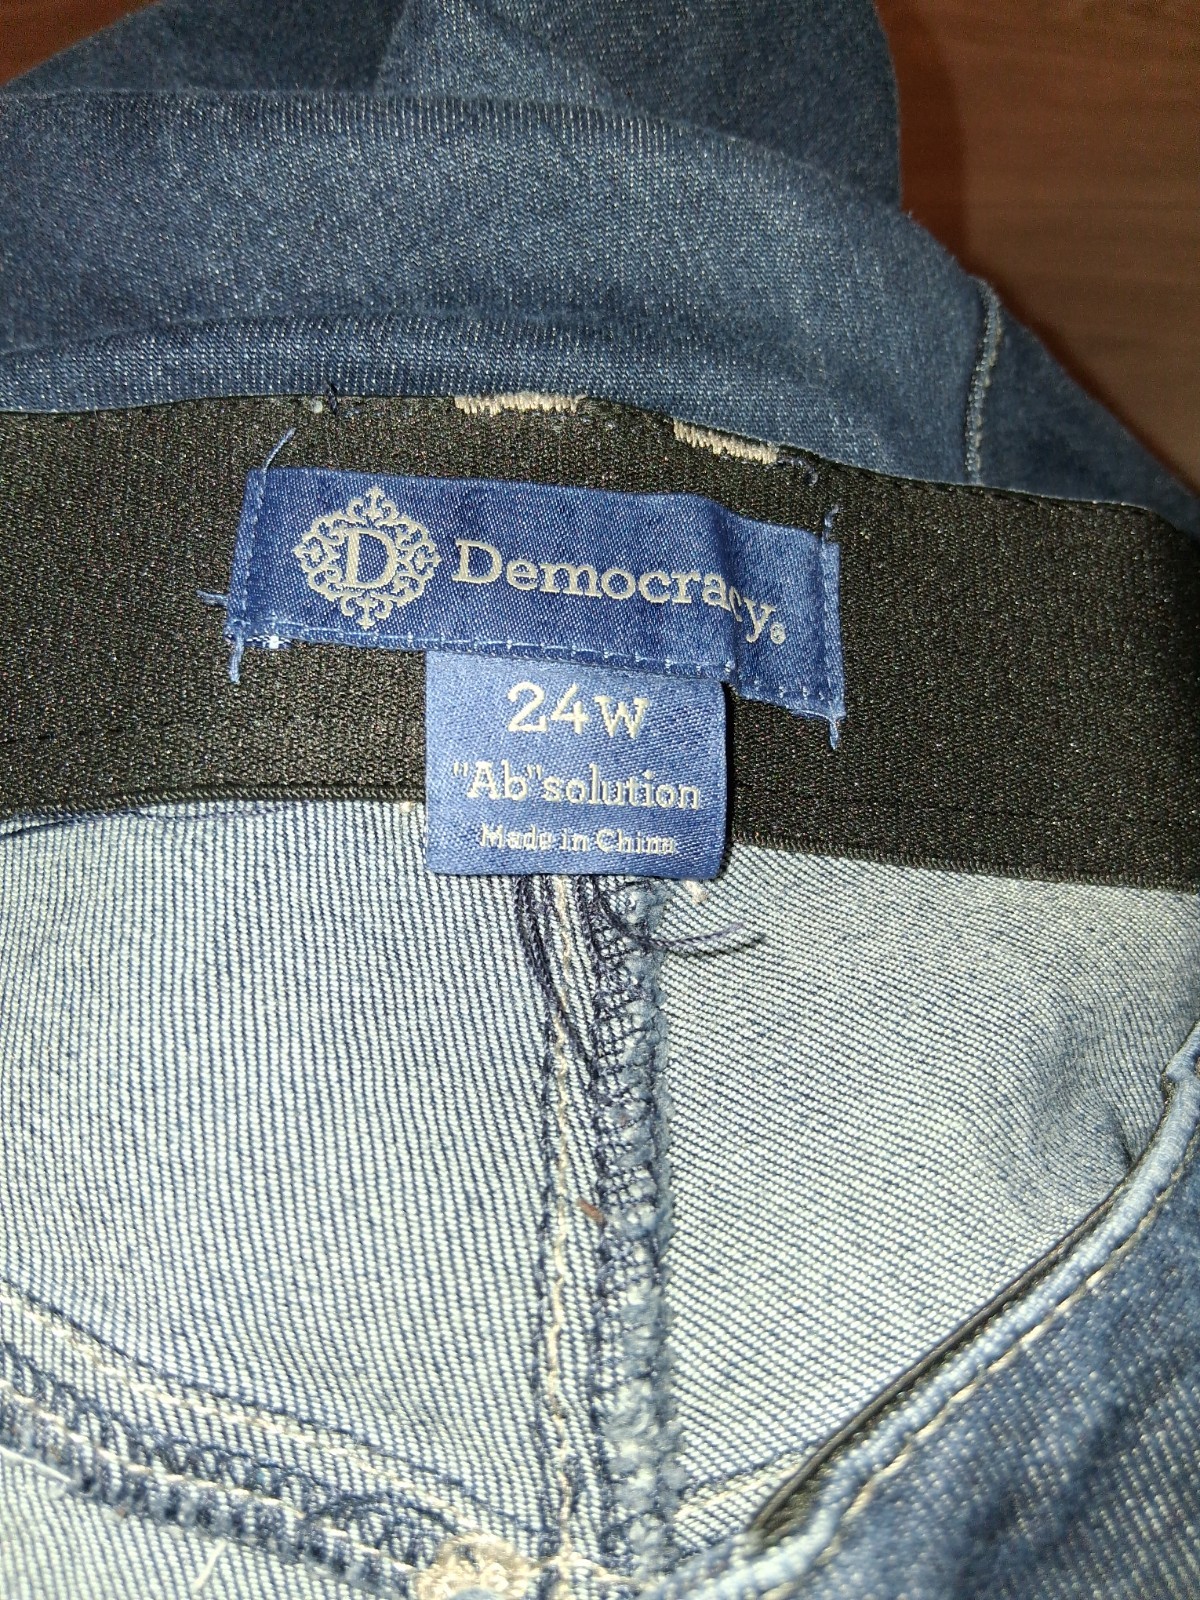 D Democracy®
24W
"Ab"solution
Made in China